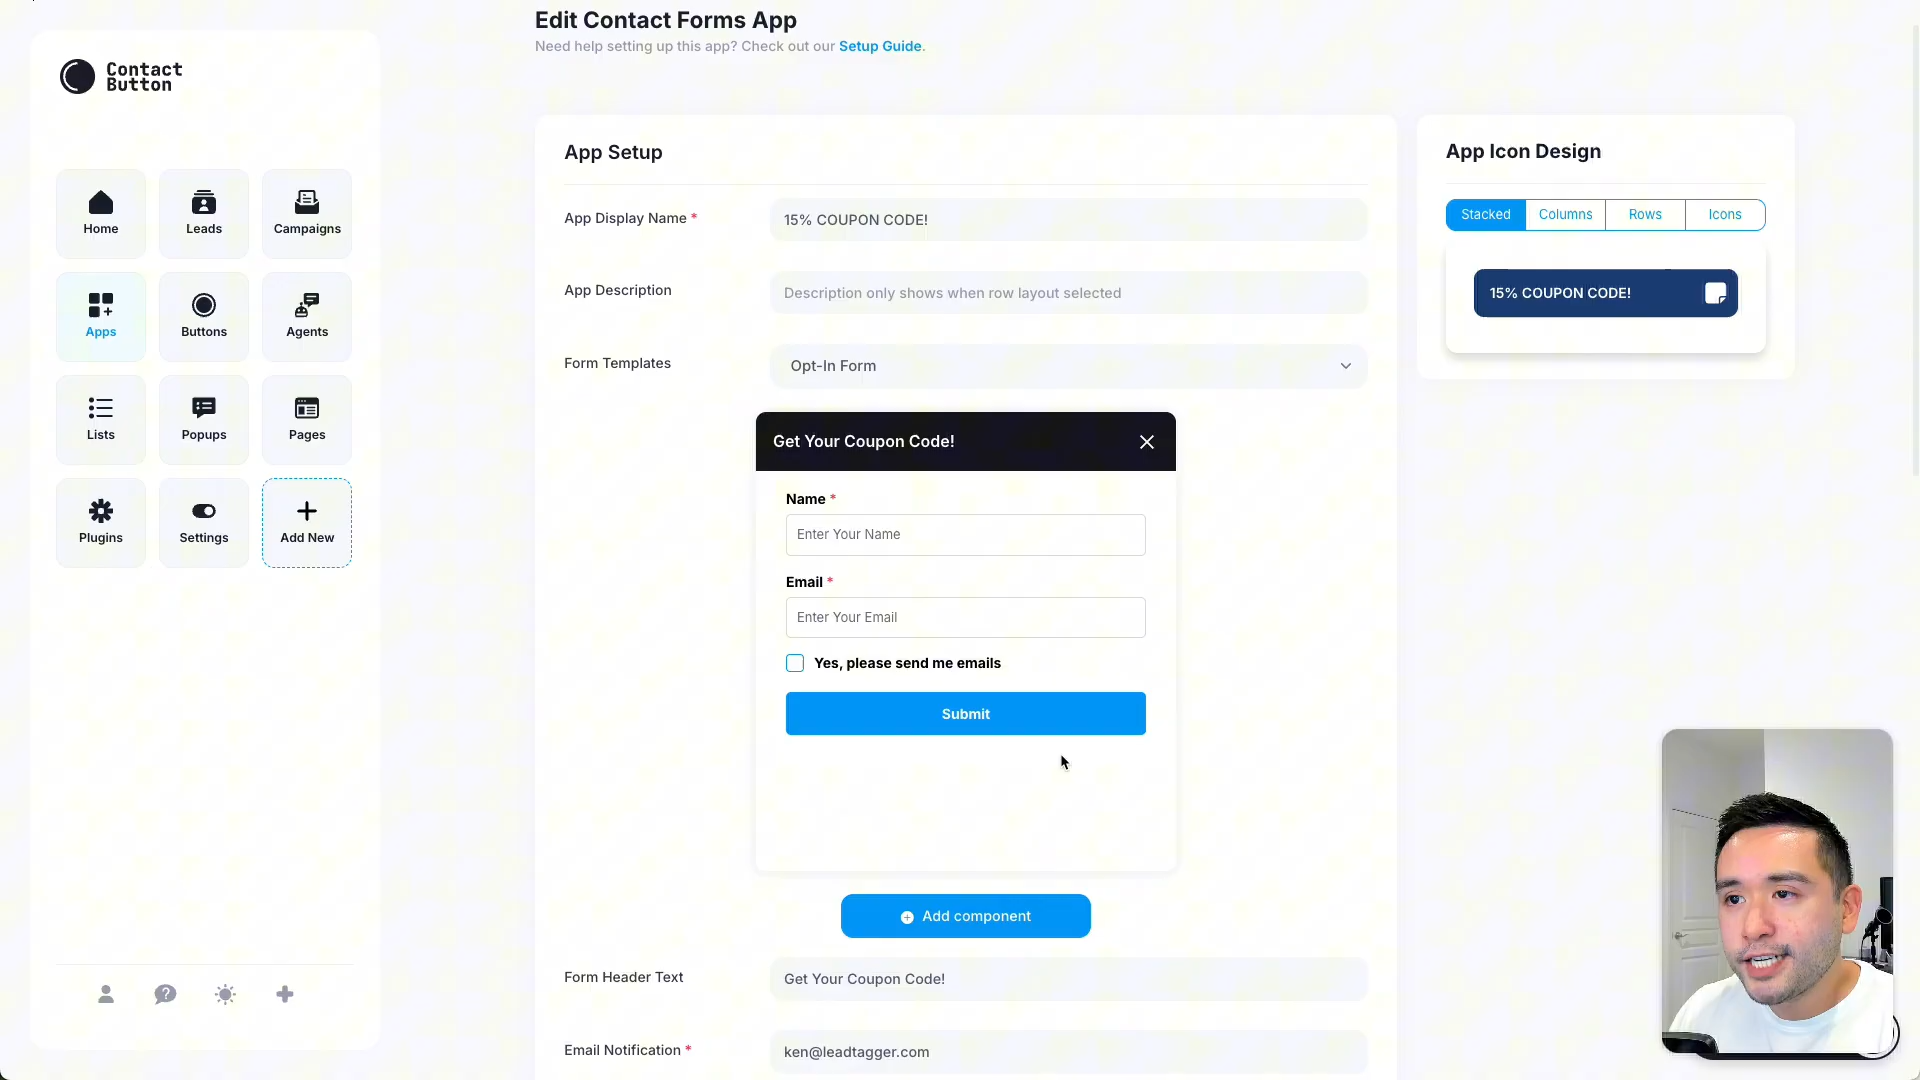 Edit Contact Forms App
Need help setting up this app? Check out our Setup Guide.
Contact
Button
Home
Leads
Campaigns
Apps
Buttons
Agents
Lists
Popups
Pages
Plugins
Settings
Add New
App Setup
App Display Name *
15% COUPON CODE!
App Description
Description only shows when row layout selected
Form Templates
Opt-In Form
Get Your Coupon Code!
Name *
Enter Your Name
Email *
Enter Your Email
Yes, please send me emails
Submit
Add component
Form Header Text
Get Your Coupon Code!
Email Notification *
ken@leadtagger.com
App Icon Design
Stacked
Columns
Rows
Icons
15% COUPON CODE!